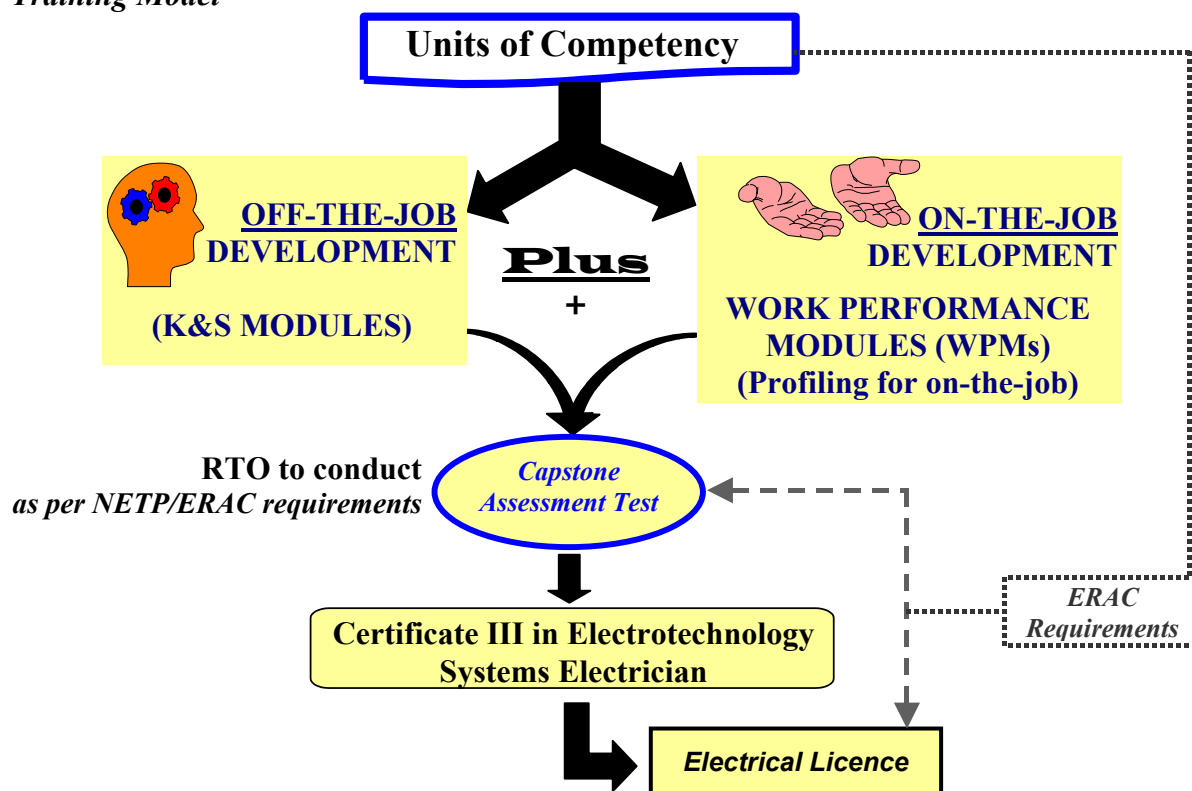 Training Model
Units of Competency
OFF-THE-JOB
DEVELOPMENT
(K&S MODULES)
Plus
+
ON-THE-JOB
DEVELOPMENT
WORK PERFORMANCE
MODULES (WPMs)
(Profiling for on-the-job)
RTO to conduct
as per NETP/ERAC requirements
Capstone
Assessment Test
ERAC
Requirements
Certificate III in Electrotechnology
Systems Electrician
Electrical Licence